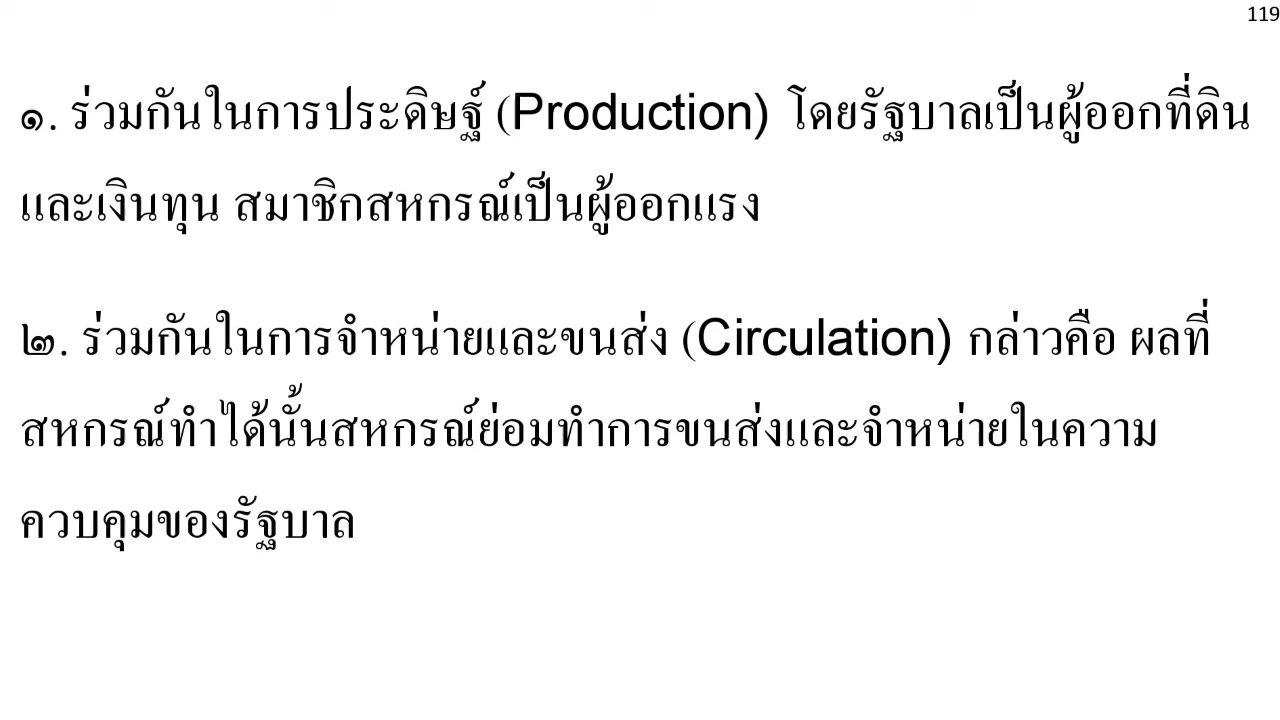 119
๑. ร่วมกันในการประดิษฐ์ (Production) โดยรัฐบาลเป็นผู้ออกที่ดิน
และเงินทุน สมาชิกสหกรณ์เป็นผู้ออกแรง
๒. ร่วมกันในการจำหน่ายและขนส่ง (Circulation) กล่าวคือ ผลที่
สหกรณ์ทำได้นั้นสหกรณ์ย่อมทำการขนส่งและจำหน่ายในความ
ควบคุมของรัฐบาล